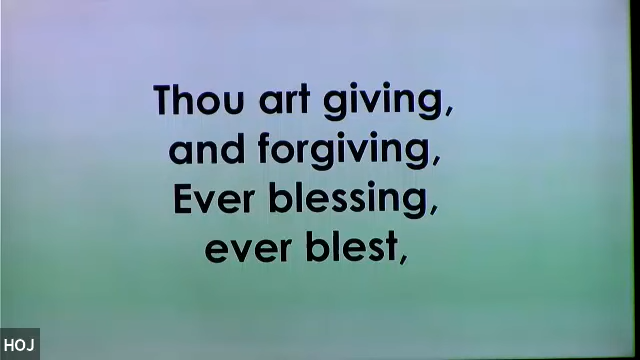 Thou art giving,
and forgiving,
Ever blessing,
ever blest,
HOJ